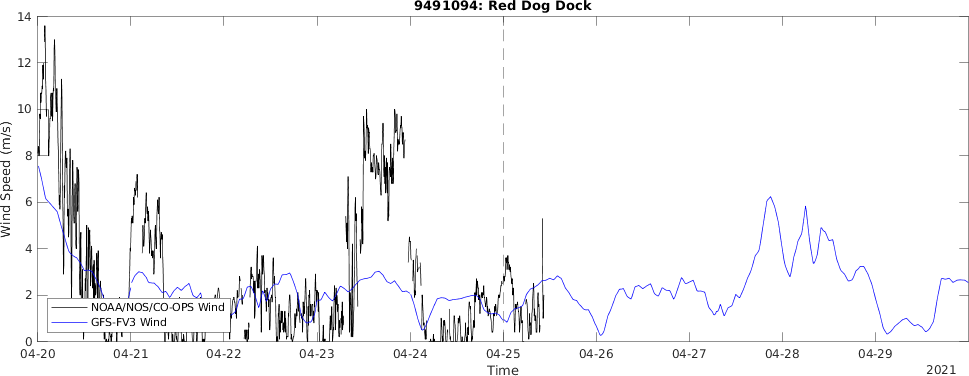 9491094: Red Dog Dock
Wind Speed (m/s)
14
12
10
8
6
4
2
0
NOAA/NOS/CO-OPS Wind
GFS-FV3 Wind
04-20 04-21 04-22 04-23 04-24 04-25 04-26 04-27 04-28 04-29
Time
2021